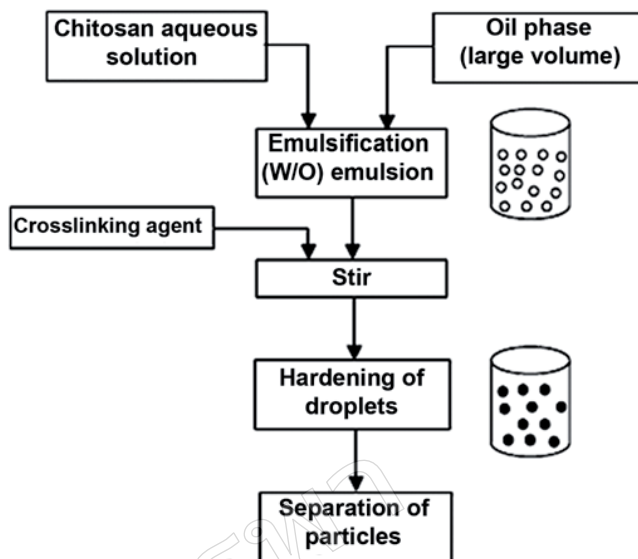 Chitosan aqueous
solution
Oil phase
(large volume)
Emulsification
(W/O) emulsion
Crosslinking agent
Stir
Hardening of
droplets
Separation of
particles